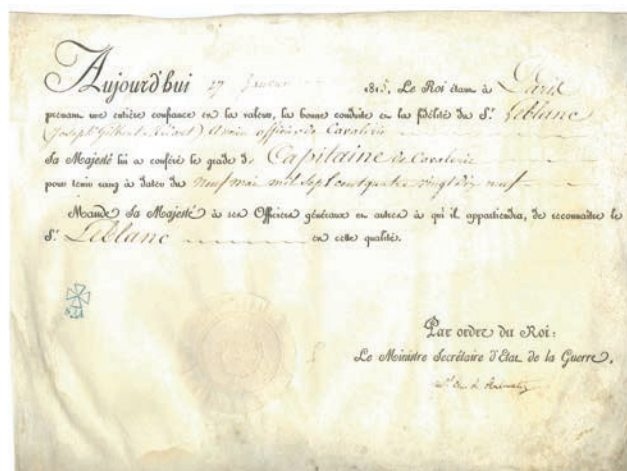 Aujourd'hui 27 Janvier 1815, Le Roi étant à Paris
prenant une entière confiance en la valeur, la bonne conduite et la fidélité du S.r Leblanc
(Joseph Gilbert ) officier de Cavalerie
Sa Majesté lui a conféré le grade de Capitaine de Cavalerie
pour tenir rang à dater du neuf mai mil sept cent quatre vingt dix neuf
Mande Sa Majesté à ses Officiers généraux et autres à qui il appartiendra, de reconnaître le
S.r Leblanc en cette qualité.
Par ordre du Roi:
Le Ministre Secrétaire d'Etat de la Guerre,